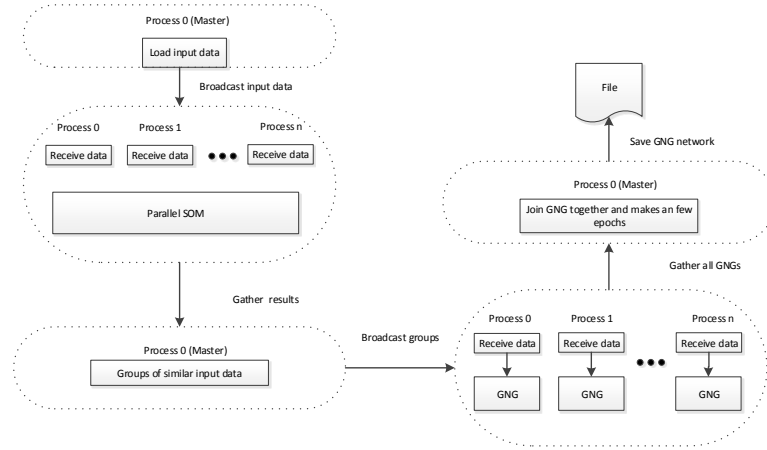 Process 0 (Master)
Load input data
Broadcast input data
Process 0
Process 1
Process n
Receive data
Receive data
Receive data
Parallel SOM
Gather results
Process 0 (Master)
Groups of similar input data
Broadcast groups
Process 0
Process 1
Process n
Receive data
Receive data
Receive data
GNG
GNG
GNG
Gather all GNGs
Process 0 (Master)
Join GNG together and makes an few
epochs
Save GNG network
File